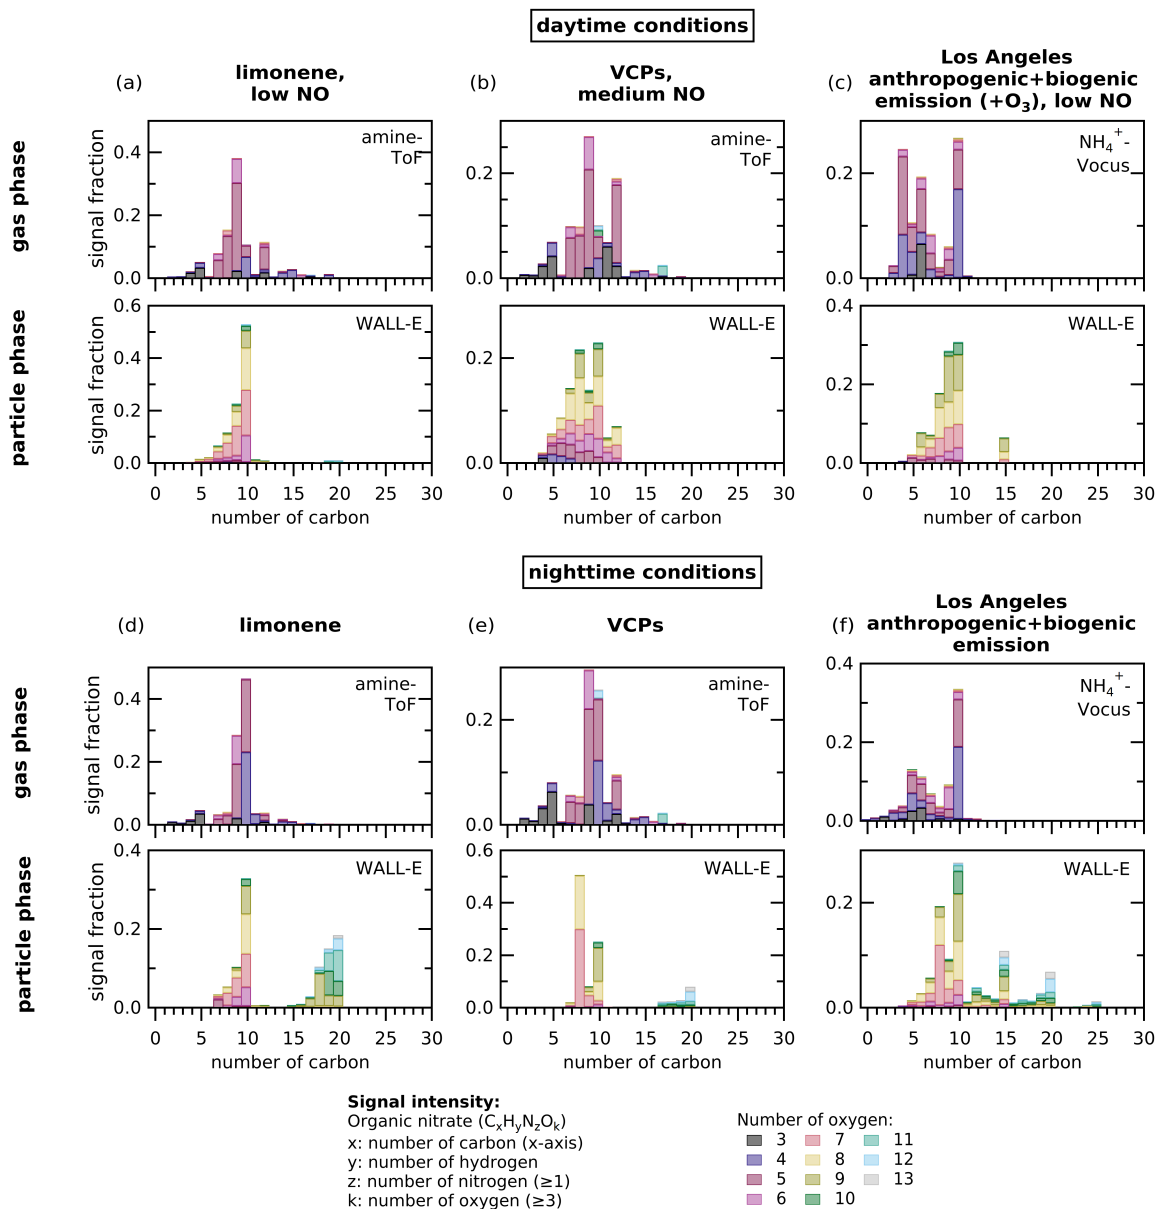 daytime conditions
(a)
limonene,
low NO
(b)
VCPs,
medium NO
(c)
Los Angeles
anthropogenic+biogenic
emission (+O₃), low NO
gas phase
signal fraction
0.4
0.2
0.0
amine-
ToF
0.2
0.0
amine-
ToF
0.2
0.0
NH₄⁺-
Vocus
particle phase
signal fraction
0.6
0.4
0.2
0.0
WALL-E
0.2
0.0
WALL-E
0.4
0.2
0.0
WALL-E
0 5 10 15 20 25 30
number of carbon
0 5 10 15 20 25 30
number of carbon
0 5 10 15 20 25 30
number of carbon
nighttime conditions
(d)
limonene
(e)
VCPs
(f)
Los Angeles
anthropogenic+biogenic
emission
gas phase
signal fraction
0.4
0.2
0.0
amine-
ToF
0.2
0.0
amine-
ToF
0.4
0.2
0.0
NH₄⁺-
Vocus
particle phase
signal fraction
0.4
0.2
0.0
WALL-E
0.6
0.4
0.2
0.0
WALL-E
0.2
0.0
WALL-E
0 5 10 15 20 25 30
number of carbon
0 5 10 15 20 25 30
number of carbon
0 5 10 15 20 25 30
number of carbon
Signal intensity:
Organic nitrate (CₓHᵧN_zOₖ)
x: number of carbon (x-axis)
y: number of hydrogen
z: number of nitrogen (≥1)
k: number of oxygen (≥3)
Number of oxygen:
3 7 11
4 8 12
5 9 13
6 10